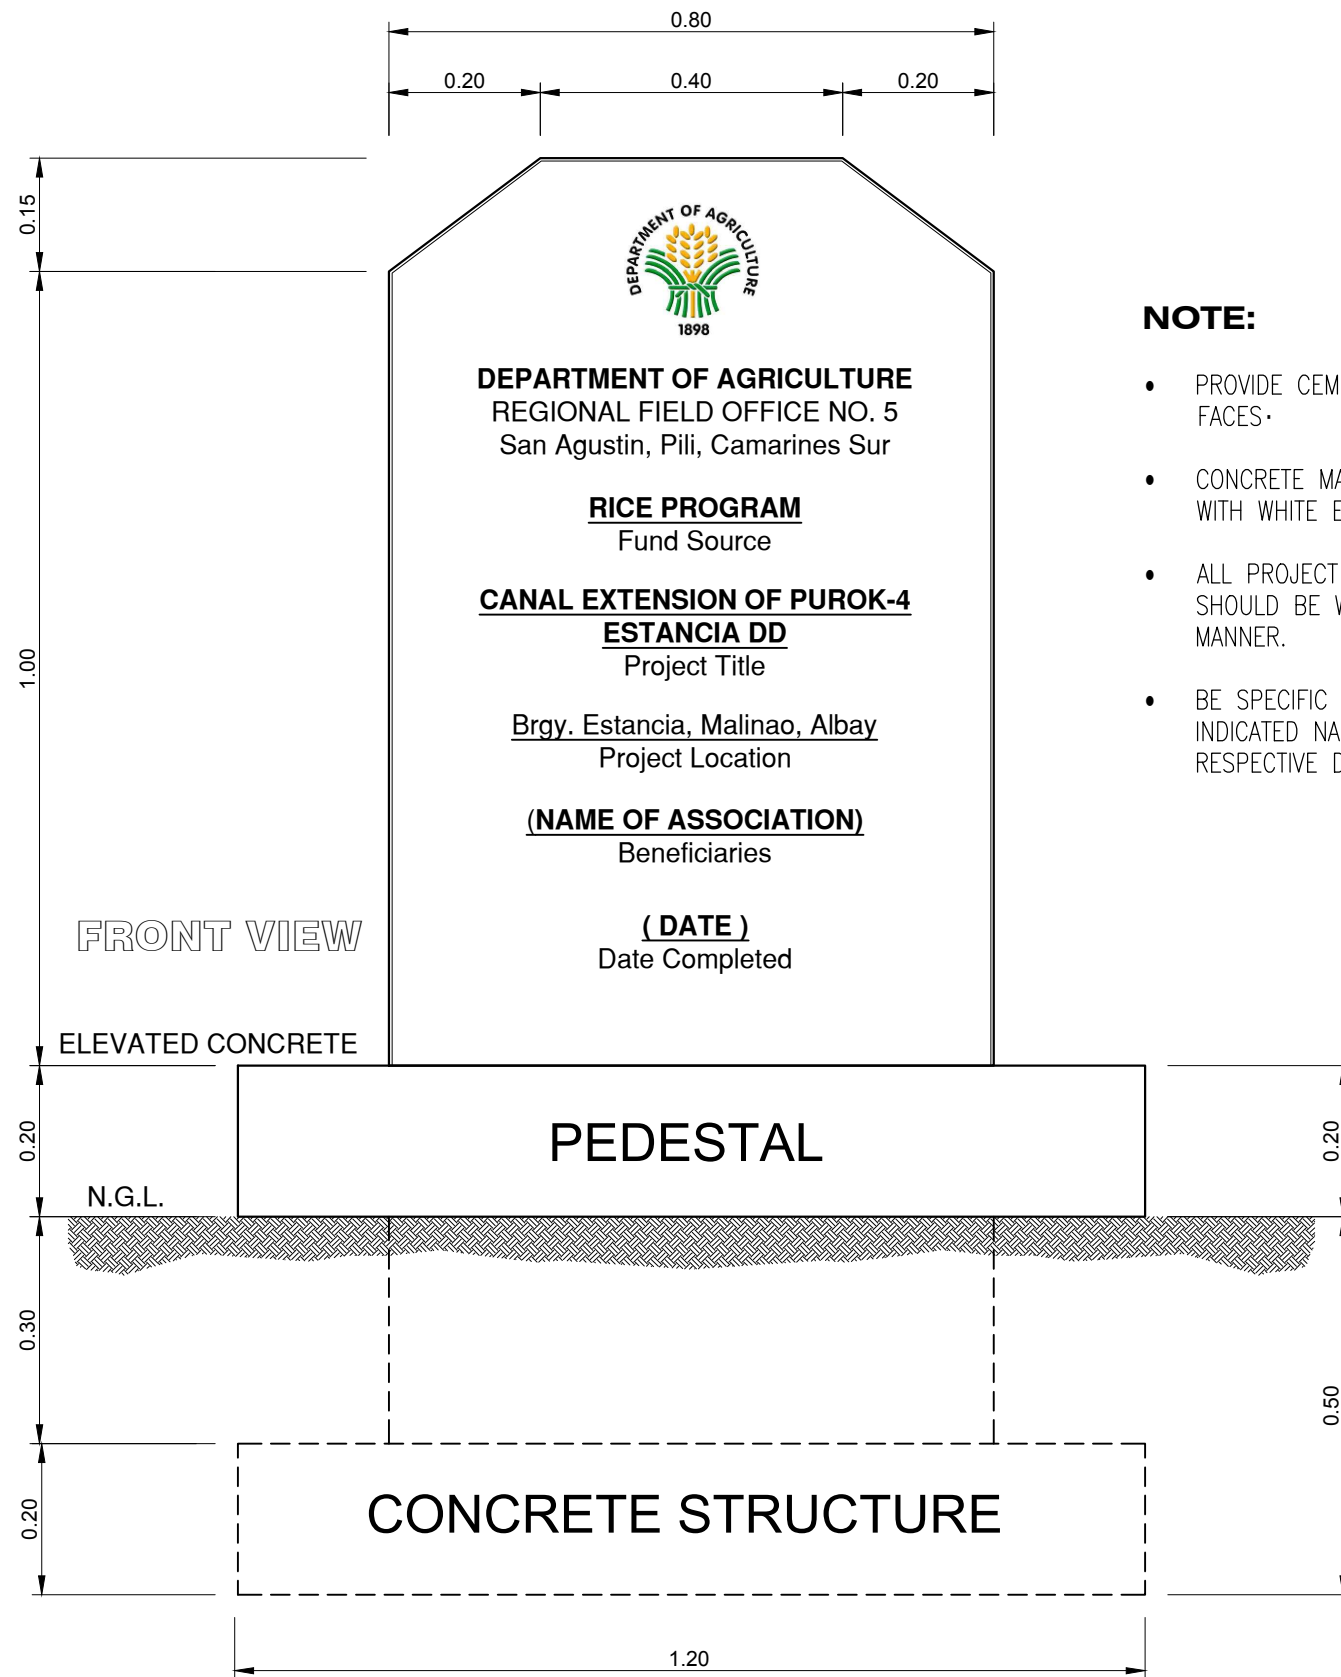 0.80
0.20 0.40 0.20
0.15
DEPARTMENT OF AGRICULTURE
1898
1.00
DEPARTMENT OF AGRICULTURE
REGIONAL FIELD OFFICE NO. 5
San Agustin, Pili, Camarines Sur
RICE PROGRAM
Fund Source
CANAL EXTENSION OF PUROK-4
ESTANCIA DD
Project Title
Brgy. Estancia, Malinao, Albay
Project Location
(NAME OF ASSOCIATION)
Beneficiaries
( DATE )
Date Completed
FRONT VIEW
ELEVATED CONCRETE
0.20
PEDESTAL
0.20
N.G.L.
0.30
0.50
0.20
CONCRETE STRUCTURE
1.20
NOTE:
• PROVIDE CEM
FACES.
• CONCRETE MA
WITH WHITE E
• ALL PROJECT
SHOULD BE W
MANNER.
• BE SPECIFIC
INDICATED NA
RESPECTIVE D